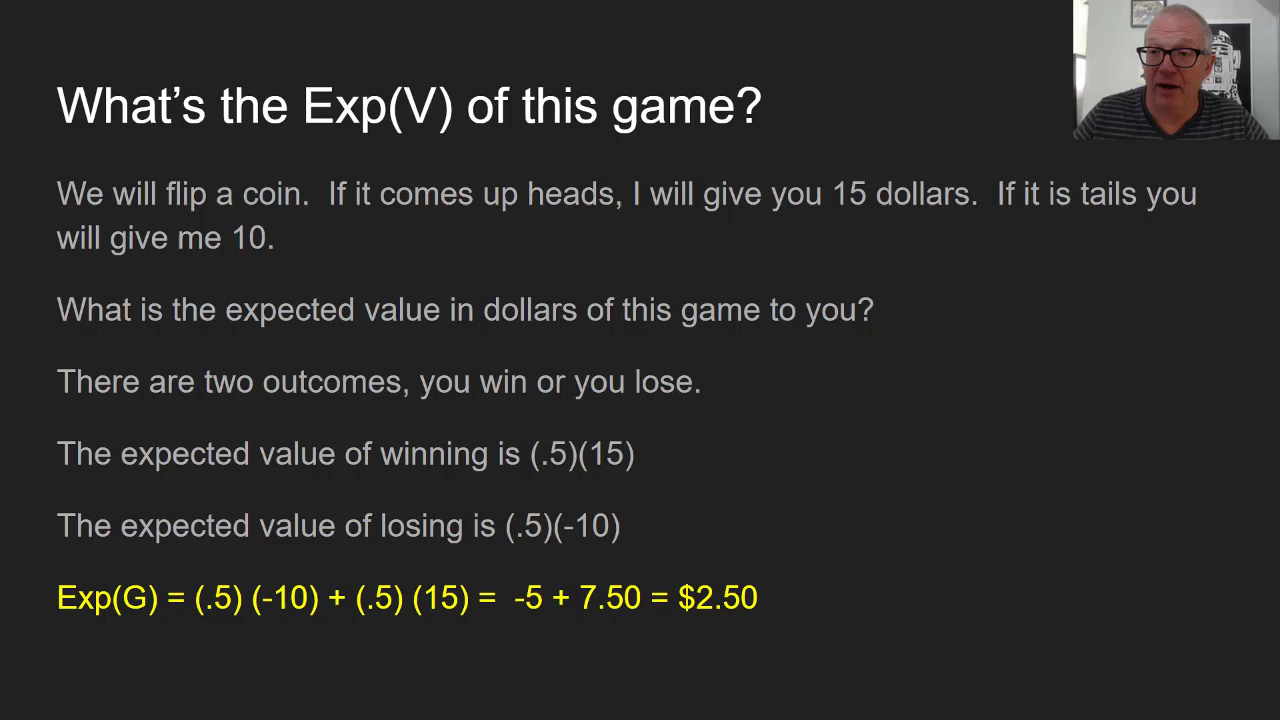 What’s the Exp(V) of this game?
We will flip a coin.  If it comes up heads, I will give you 15 dollars.  If it is tails you
will give me 10.
What is the expected value in dollars of this game to you?
There are two outcomes, you win or you lose.
The expected value of winning is (.5)(15)
The expected value of losing is (.5)(-10)
Exp(G) = (.5) (-10) + (.5) (15) =  -5 + 7.50 = $2.50